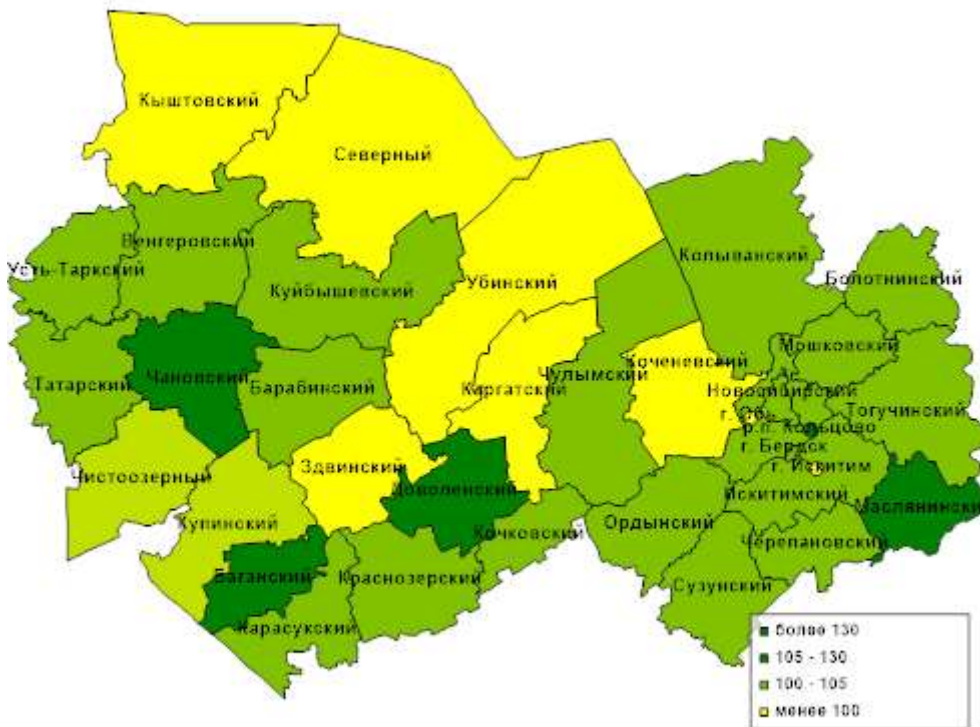 Кыштовский
Северный
Венгеровский
Усть-Таркский
Куйбышевский
Убинский
Колыванский
Болотнинский
Татарский
Чановский
Барабинский
Каргатский
Чулымский
Коченевский
Мошковский
Новосибирский
г. Обь
р.п. Кольцово
Тогучинский
г. Бердск
г. Искитим
Чистоозерный
Здвинский
Доволенский
Искитимский
Маслянинский
Купинский
Кочковский
Ордынский
Черепановский
Баганский
Краснозерский
Сузунский
Карасукский
более 130
105 - 130
100 - 105
менее 100